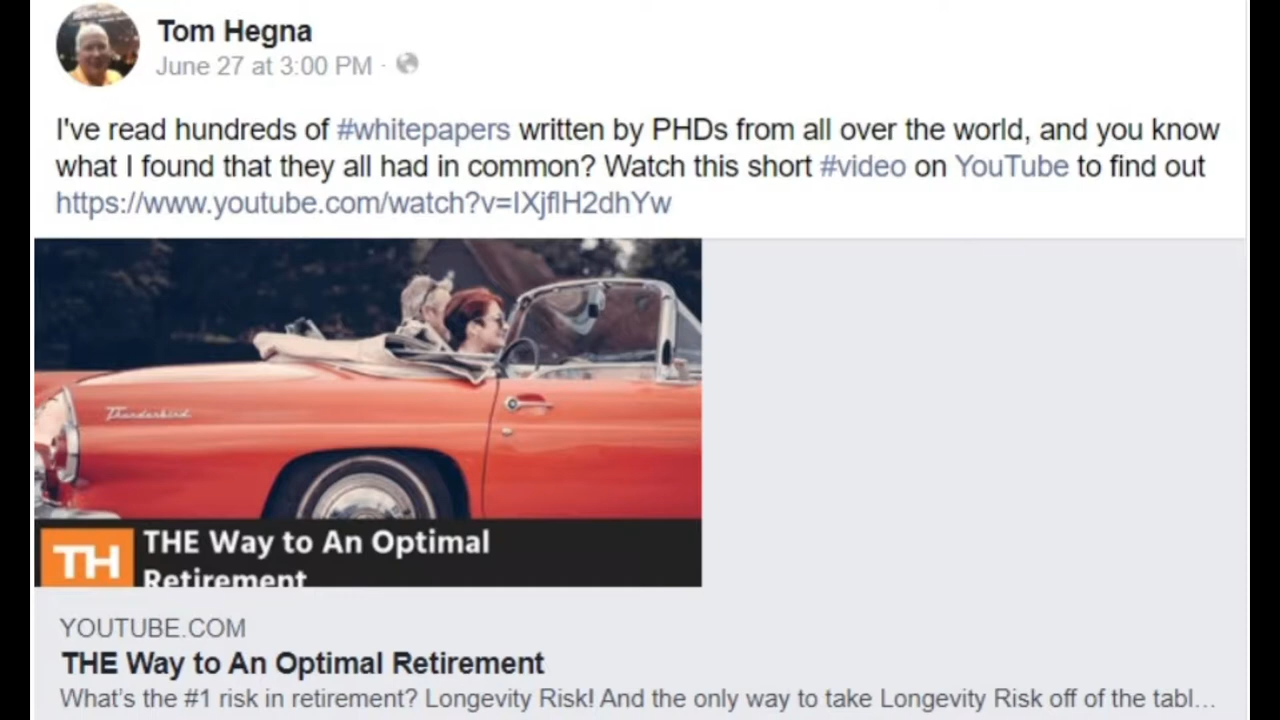 Tom Hegna
June 27 at 3:00 PM ·
I've read hundreds of #whitepapers written by PHDs from all over the world, and you know
what I found that they all had in common? Watch this short #video on YouTube to find out
https://www.youtube.com/watch?v=IXjflH2dhYw
Thunderbird
TH
THE Way to An Optimal
Retirement
YOUTUBE.COM
THE Way to An Optimal Retirement
What's the #1 risk in retirement? Longevity Risk! And the only way to take Longevity Risk off of the tabl...